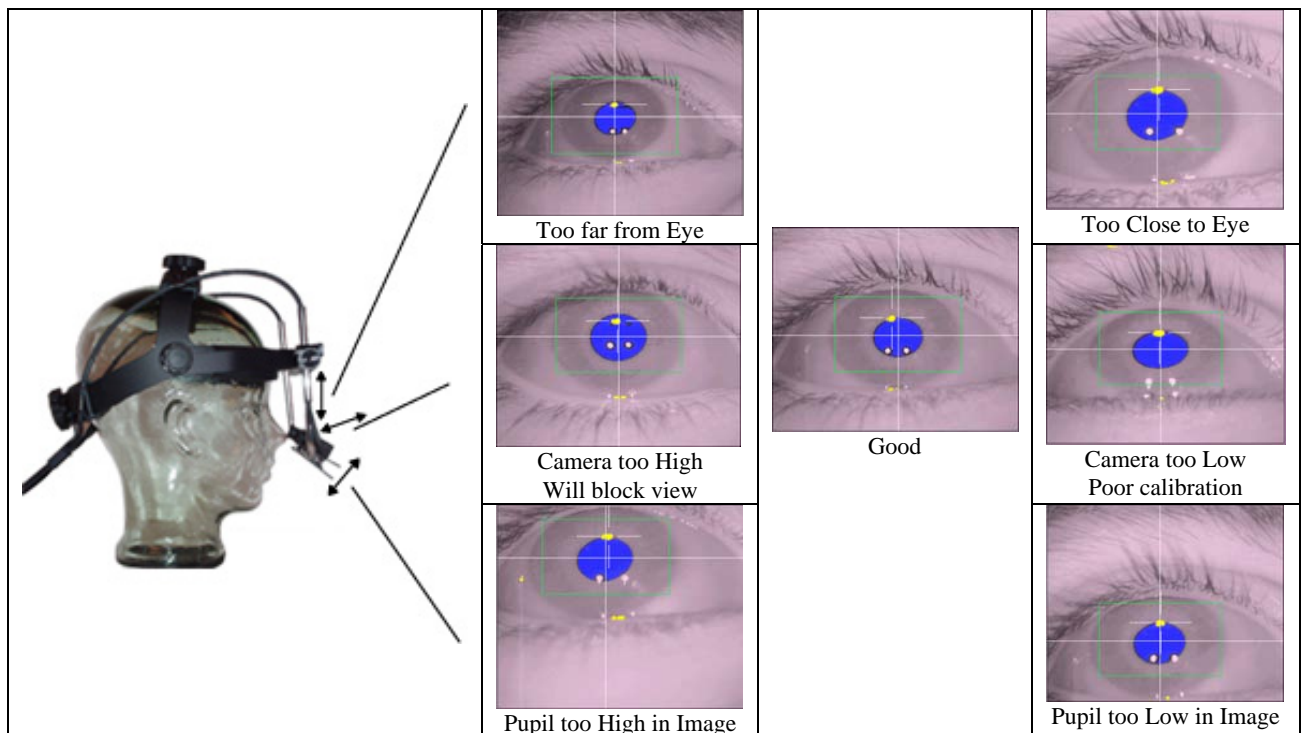 Too far from Eye
Too Close to Eye
Camera too High
Will block view
Good
Camera too Low
Poor calibration
Pupil too High in Image
Pupil too Low in Image